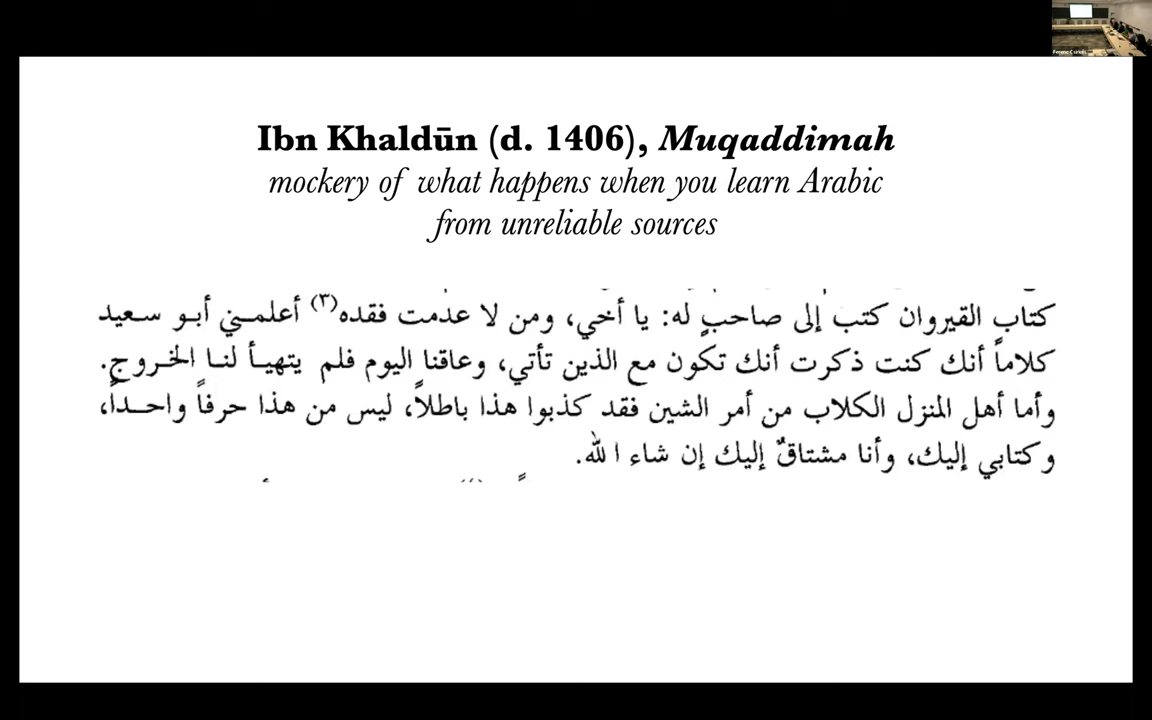 Ibn Khaldūn (d. 1406), Muqaddimah
mockery of what happens when you learn Arabic
from unreliable sources
كتاب القيروان كتب إلى صاحبٍ له: يا أخي، ومن لا عدمت فقده(٣) أعلمني أبو سعيد
كلاماً أنك كنت ذكرت أنك تكون مع الذين تأتي، وعاقنا اليوم فلم يتهيأ لنا الخروج.
وأما أهل المنزل الكلاب من أمر الشين فقد كذبوا هذا باطلاً، ليس من هذا حرفاً واحداً،
وكتابي إليك، وأنا مشتاقٌ إليك إن شاء الله.